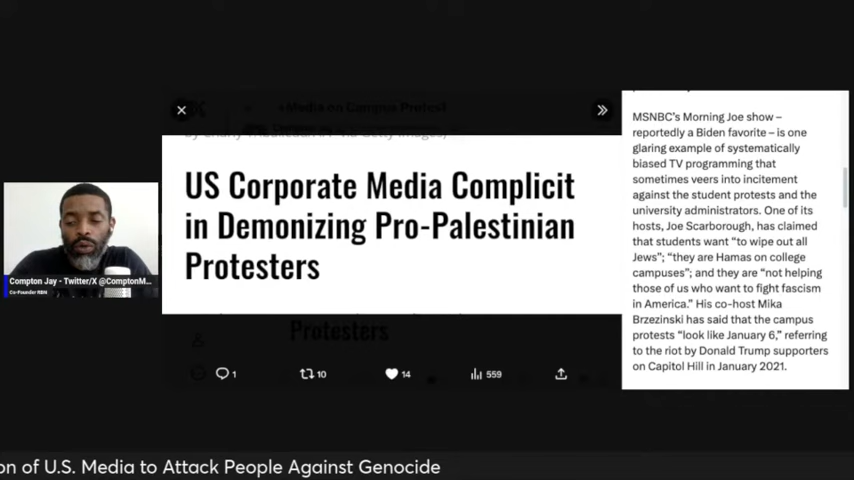 +Media on Campus Protest
US Corporate Media Complicit
in Demonizing Pro-Palestinian
Protesters
Protesters
1
10
14
559
MSNBC's Morning Joe show –
reportedly a Biden favorite – is one
glaring example of systematically
biased TV programming that
sometimes veers into incitement
against the student protests and the
university administrators. One of its
hosts, Joe Scarborough, has claimed
that students want "to wipe out all
Jews"; "they are Hamas on college
campuses"; and they are "not helping
those of us who want to fight fascism
in America." His co-host Mika
Brzezinski has said that the campus
protests "look like January 6," referring
to the riot by Donald Trump supporters
on Capitol Hill in January 2021.
Compton Jay - Twitter/X @ComptonM...
Co-Founder RBN
on of U.S. Media to Attack People Against Genocide